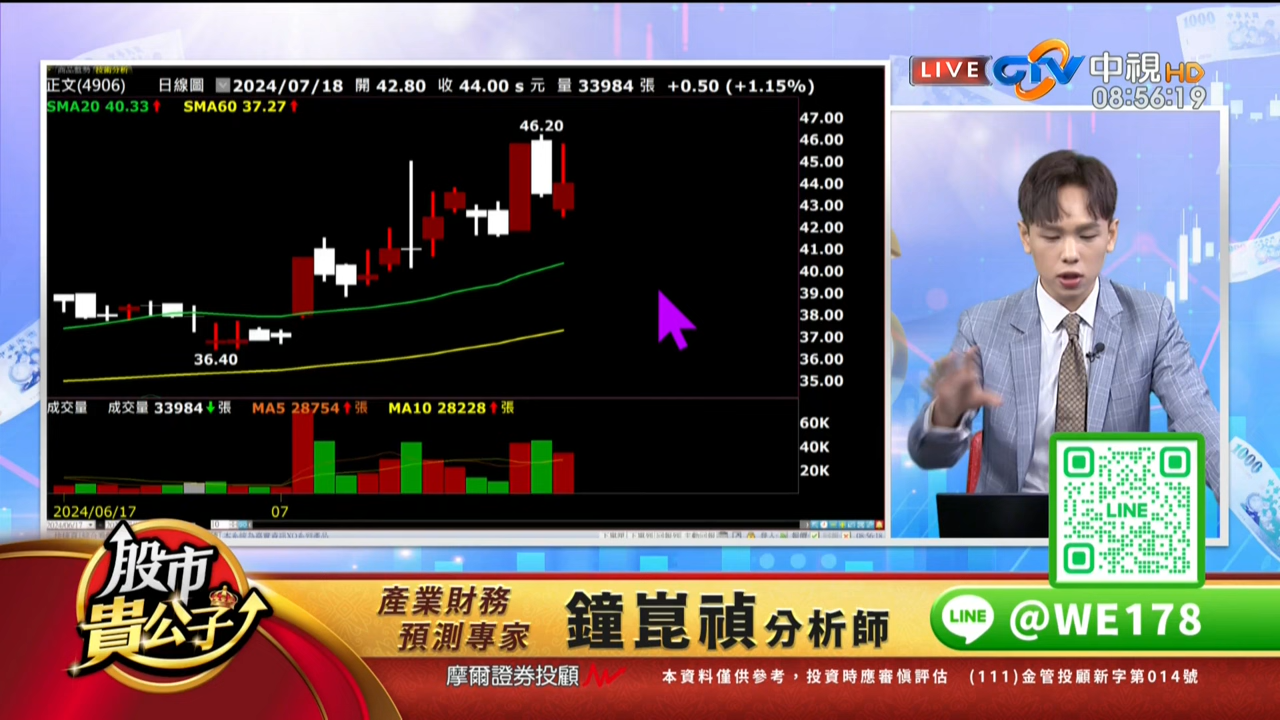 正文(4906) 日線圖 2024/07/18 開 42.80 收 44.00 s 元 量 33984 張 +0.50 (+1.15%)
SMA20 40.33↑ SMA60 37.27↑
46.20
36.40
47.00
46.00
45.00
44.00
43.00
42.00
41.00
40.00
39.00
38.00
37.00
36.00
35.00
成交量 成交量 33984↓張 MA5 28754↑張 MA10 28228↑張
60K
40K
20K
2024/06/17 07
LIVE CTV 中視HD
08:56:19
1000
1000
LINE
股市
貴公子
產業財務
預測專家
鐘崑禎分析師
LINE @WE178
摩爾證券投顧
本資料僅供參考，投資時應審慎評估 (111)金管投顧新字第014號